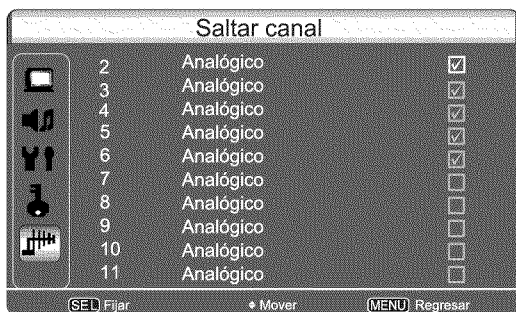 Saltar canal
2 Analógico
3 Analógico
4 Analógico
5 Analógico
6 Analógico
7 Analógico
8 Analógico
9 Analógico
10 Analógico
11 Analógico
SEL Fijar Mover MENU Regresar